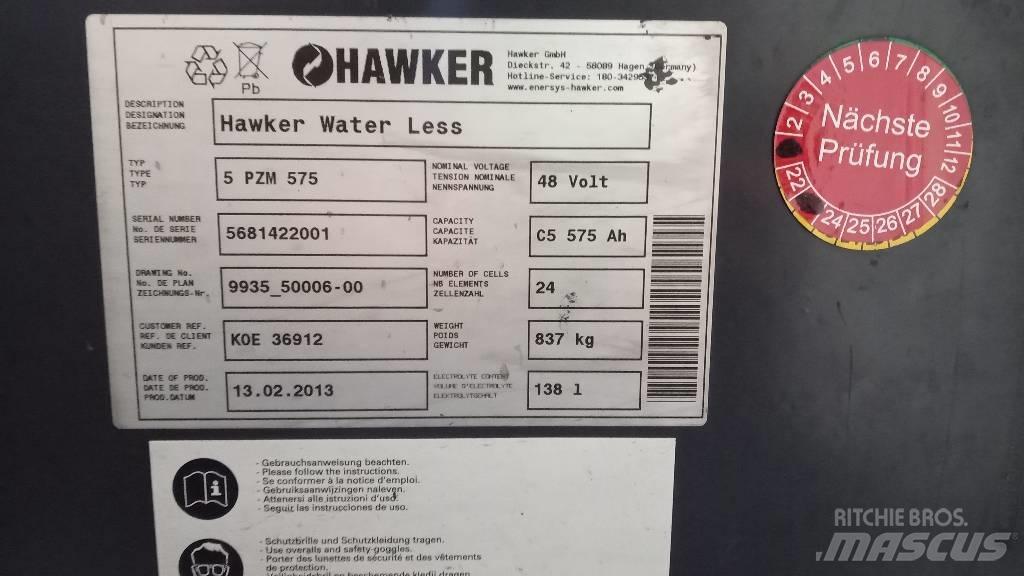 Pb
HAWKER
Hawker GmbH
Dieckstr. 42 - 58089 Hagen
Hotline-Service: 180-34295
www.enersys-hawker.com
DESCRIPTION
DESIGNATION
BEZEICHNUNG
Hawker Water Less
TYP
TYPE
TYP
5 PZM 575
NOMINAL VOLTAGE
TENSION NOMINALE
NENNSPANNUNG
48 Volt
SERIAL NUMBER
No. DE SERIE
SERIENNUMMER
5681422001
CAPACITY
CAPACITE
KAPAZITÄT
C5 575 Ah
DRAWING No.
No. DE PLAN
ZEICHNUNGS-Nr.
9935_50006-00
NUMBER OF CELLS
NB ELEMENTS
ZELLENZAHL
24
CUSTOMER REF.
REF. DE CLIENT
KUNDEN REF.
KOE 36912
WEIGHT
POIDS
GEWICHT
837 kg
DATE OF PROD.
DATE DE PROD.
PROD.DATUM
13.02.2013
ELECTROLYTE CONTENT
VOLUME D'ELECTROLYTE
ELEKTROLYTGEHALT
138 l
2 3 4 5 6 7 8 9 10 11 12
Nächste
Prüfung
22 24 25 26 27 28
- Gebrauchsanweisung beachten.
- Please follow the instructions.
- Se conformer à la notice d'emploi.
- Gebruiksaanwijzingen naleven.
- Attenersi alle istruzioni d'uso.
- Seguir las instrucciones de uso.
- Schutzbrille und Schutzkleidung tragen.
- Use overalls and safety-goggles.
- Porter des lunettes de sécurité et des vêtements
de protection.
- Veiligheidsbril en beschermende kledij dragen.
RITCHIE BROS.
MASCUS